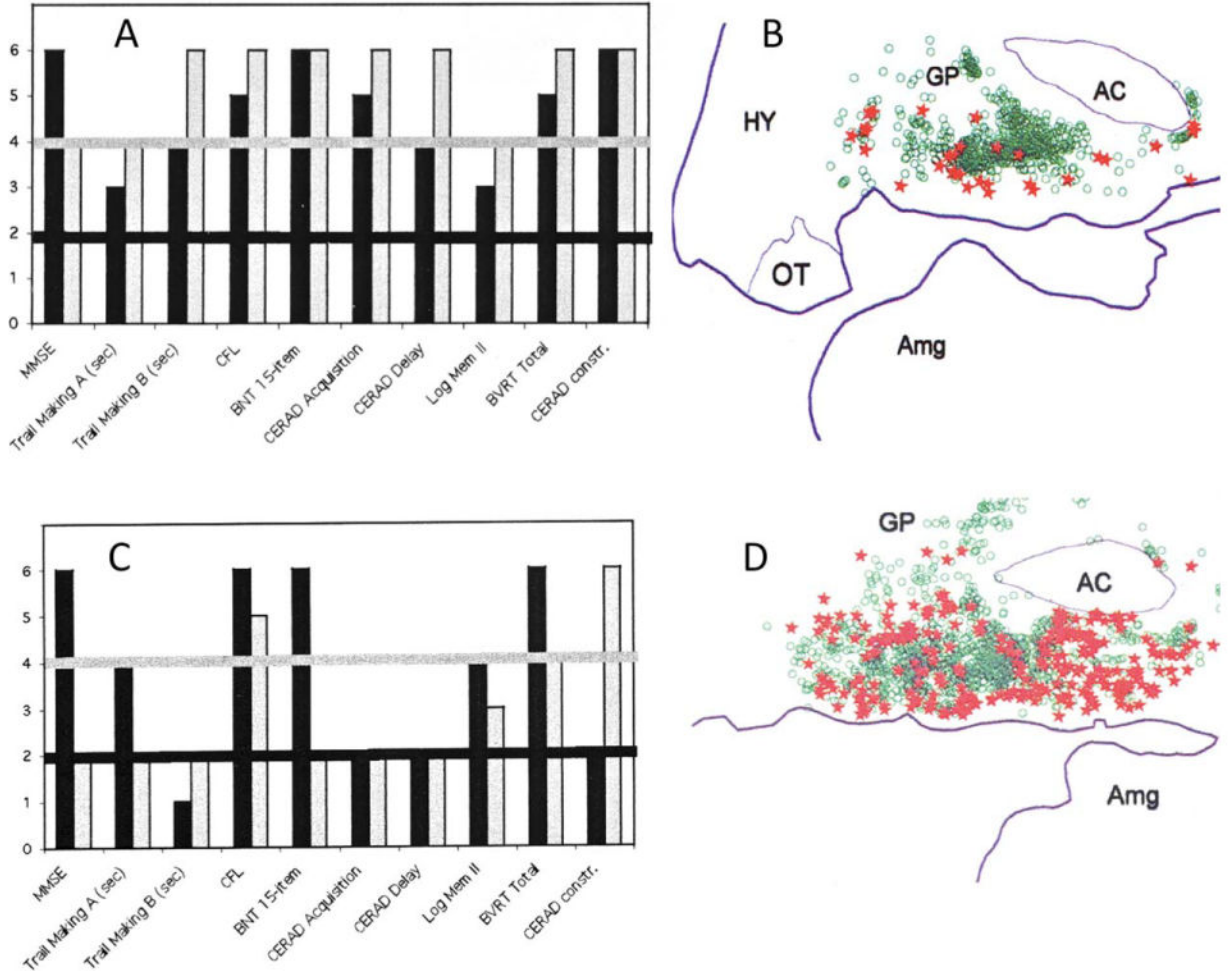 A
6
5
4
3
2
1
0
MMSE
Trail Making A (sec)
Trail Making B (sec)
CFL
BNT 15-item
CERAD Acquisition
CERAD Delay
Log Mem II
BVRT Total
CERAD constr.
B
GP
AC
HY
OT
Amg
C
6
5
4
3
2
1
0
MMSE
Trail Making A (sec)
Trail Making B (sec)
CFL
BNT 15-item
CERAD Acquisition
CERAD Delay
Log Mem II
BVRT Total
CERAD constr.
D
GP
AC
Amg